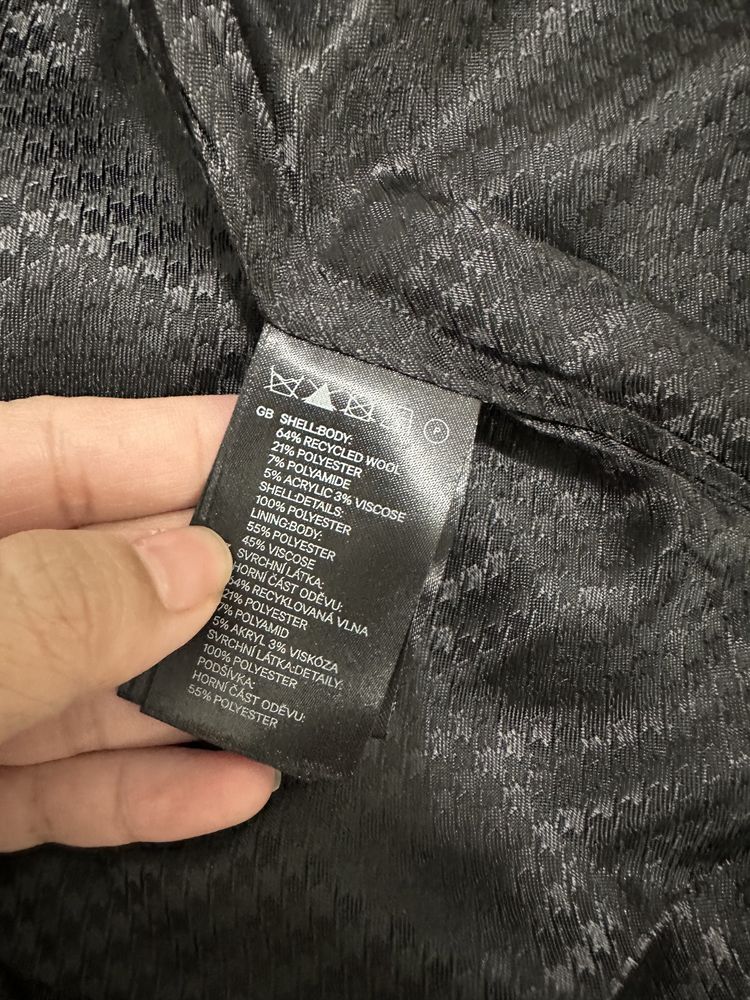 GB SHELL:BODY:
64% RECYCLED WOOL
21% POLYESTER
7% POLYAMIDE
5% ACRYLIC 3% VISCOSE
SHELL:DETAILS:
100% POLYESTER
LINING:BODY:
55% POLYESTER
45% VISCOSE
SVRCHNÍ LÁTKA:
HORNÍ ČÁST ODĚVU:
64% RECYKLOVANÁ VLNA
21% POLYESTER
7% POLYAMID
5% AKRYL 3% VISKÓZA
SVRCHNÍ LÁTKA:DETAILY:
100% POLYESTER
PODŠÍVKA:
HORNÍ ČÁST ODĚVU:
55% POLYESTER